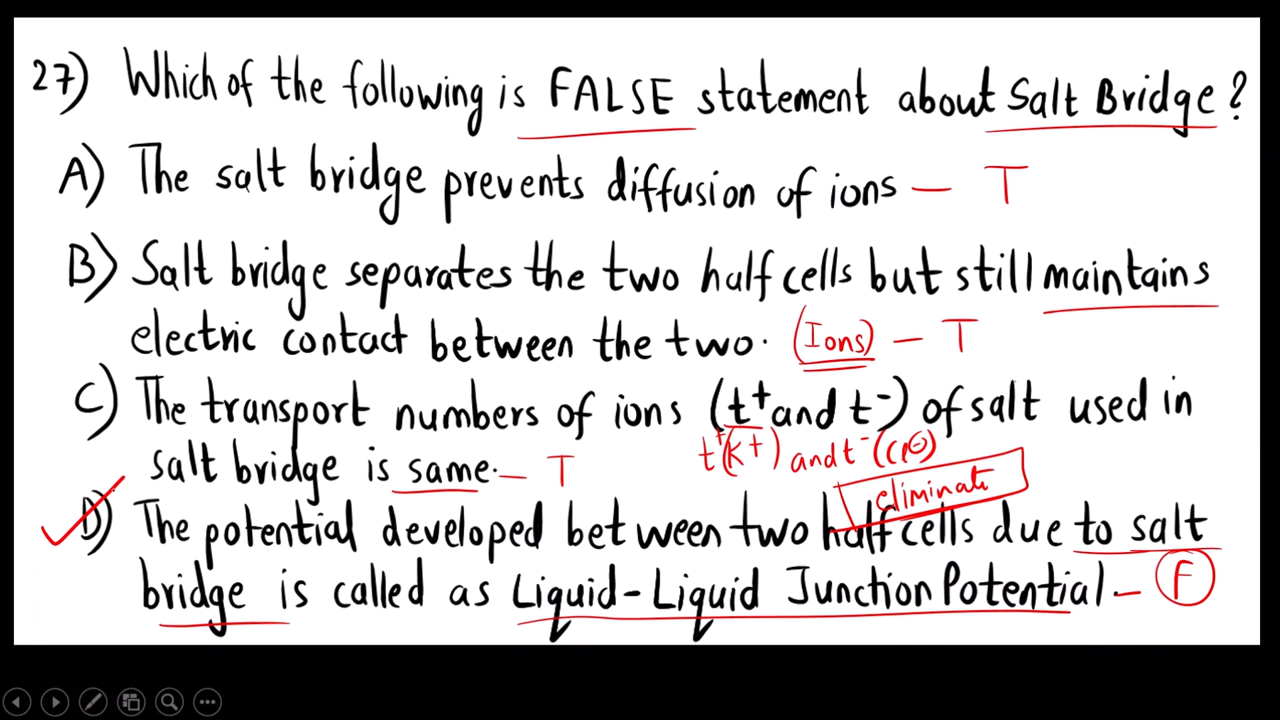 27) Which of the following is FALSE statement about Salt Bridge?
A) The salt bridge prevents diffusion of ions – T
B) Salt bridge separates the two half cells but still maintains
electric contact between the two. (Ions) – T
C) The transport numbers of ions (t+ and t-) of salt used in
t+(K+) and t-(Cl⊖)
salt bridge is same. – T
eliminate
D) The potential developed between two half cells due to salt
bridge is called as Liquid-Liquid Junction Potential. – F